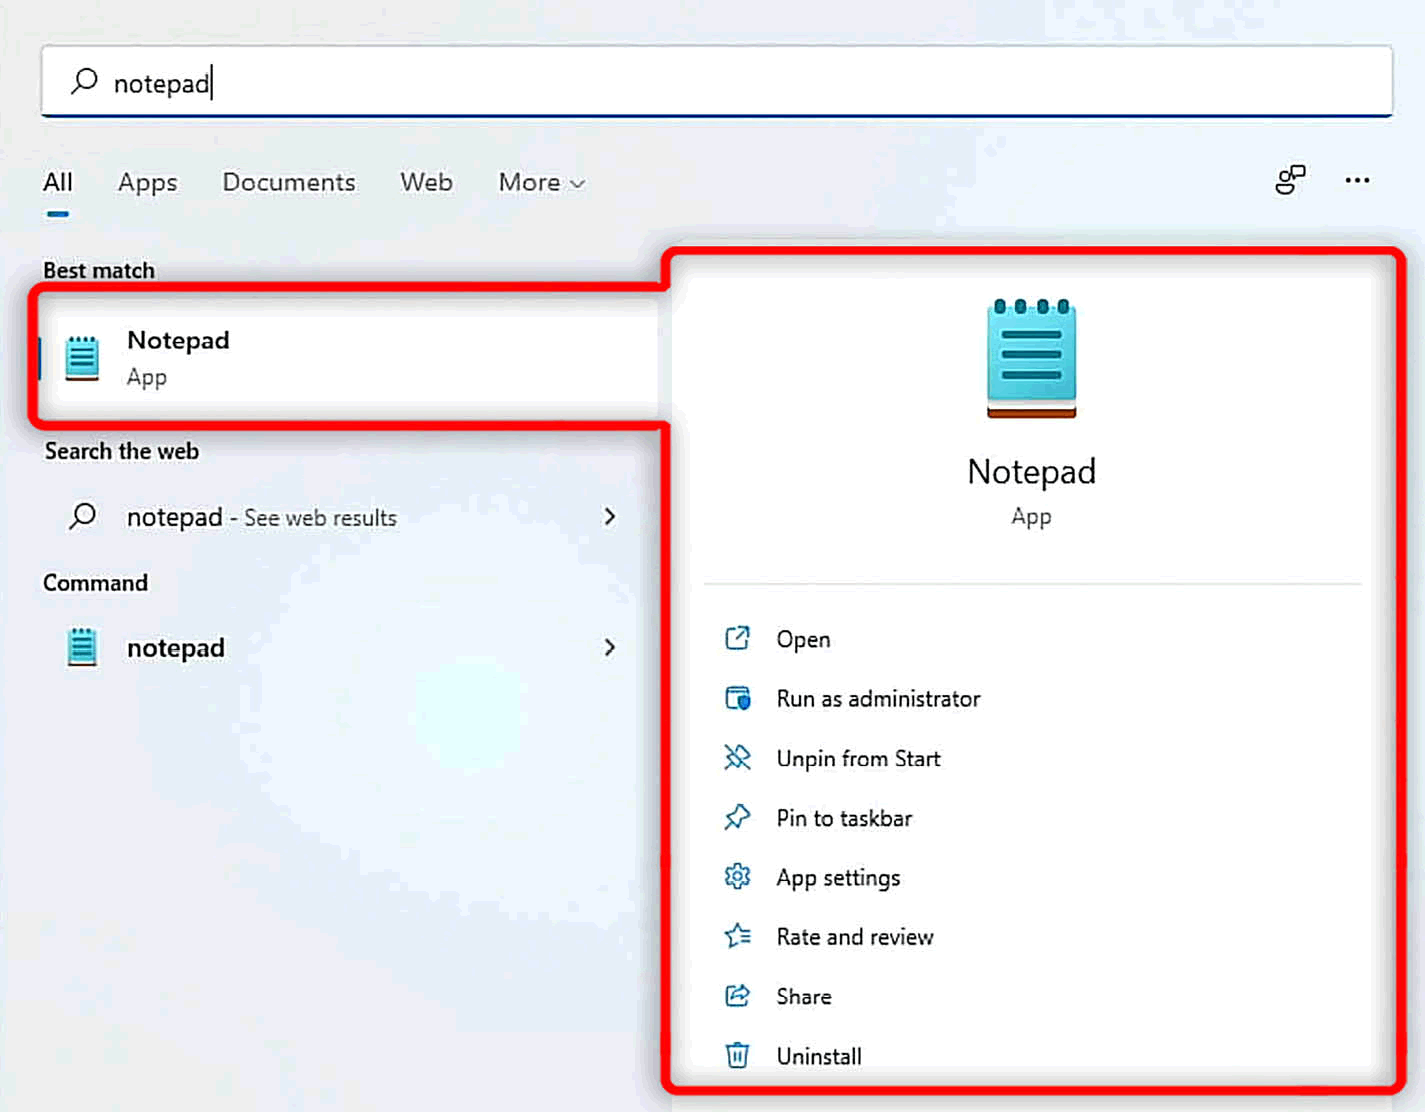 notepad
All Apps Documents Web More
Best match
Notepad
App
Search the web
notepad - See web results
Command
notepad
Notepad
App
Open
Run as administrator
Unpin from Start
Pin to taskbar
App settings
Rate and review
Share
Uninstall